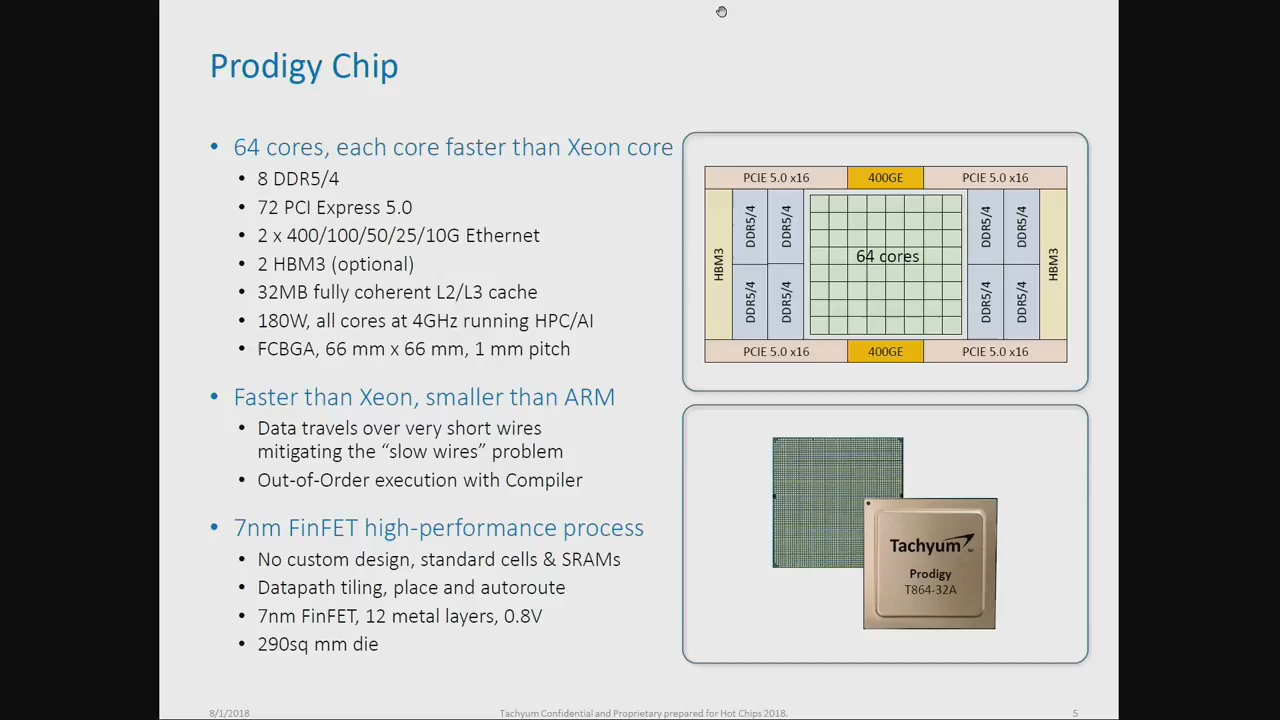 Prodigy Chip
• 64 cores, each core faster than Xeon core
• 8 DDR5/4
• 72 PCI Express 5.0
• 2 x 400/100/50/25/10G Ethernet
• 2 HBM3 (optional)
• 32MB fully coherent L2/L3 cache
• 180W, all cores at 4GHz running HPC/AI
• FCBGA, 66 mm x 66 mm, 1 mm pitch
• Faster than Xeon, smaller than ARM
• Data travels over very short wires
mitigating the “slow wires” problem
• Out-of-Order execution with Compiler
• 7nm FinFET high-performance process
• No custom design, standard cells & SRAMs
• Datapath tiling, place and autoroute
• 7nm FinFET, 12 metal layers, 0.8V
• 290sq mm die
PCIE 5.0 x16 400GE PCIE 5.0 x16
HBM3 DDR5/4 DDR5/4 DDR5/4 DDR5/4 HBM3
64 cores
DDR5/4 DDR5/4 DDR5/4 DDR5/4
PCIE 5.0 x16 400GE PCIE 5.0 x16
Tachyum™
Prodigy
T864-32A
8/1/2018 Tachyum Confidential and Proprietary prepared for Hot Chips 2018. 5